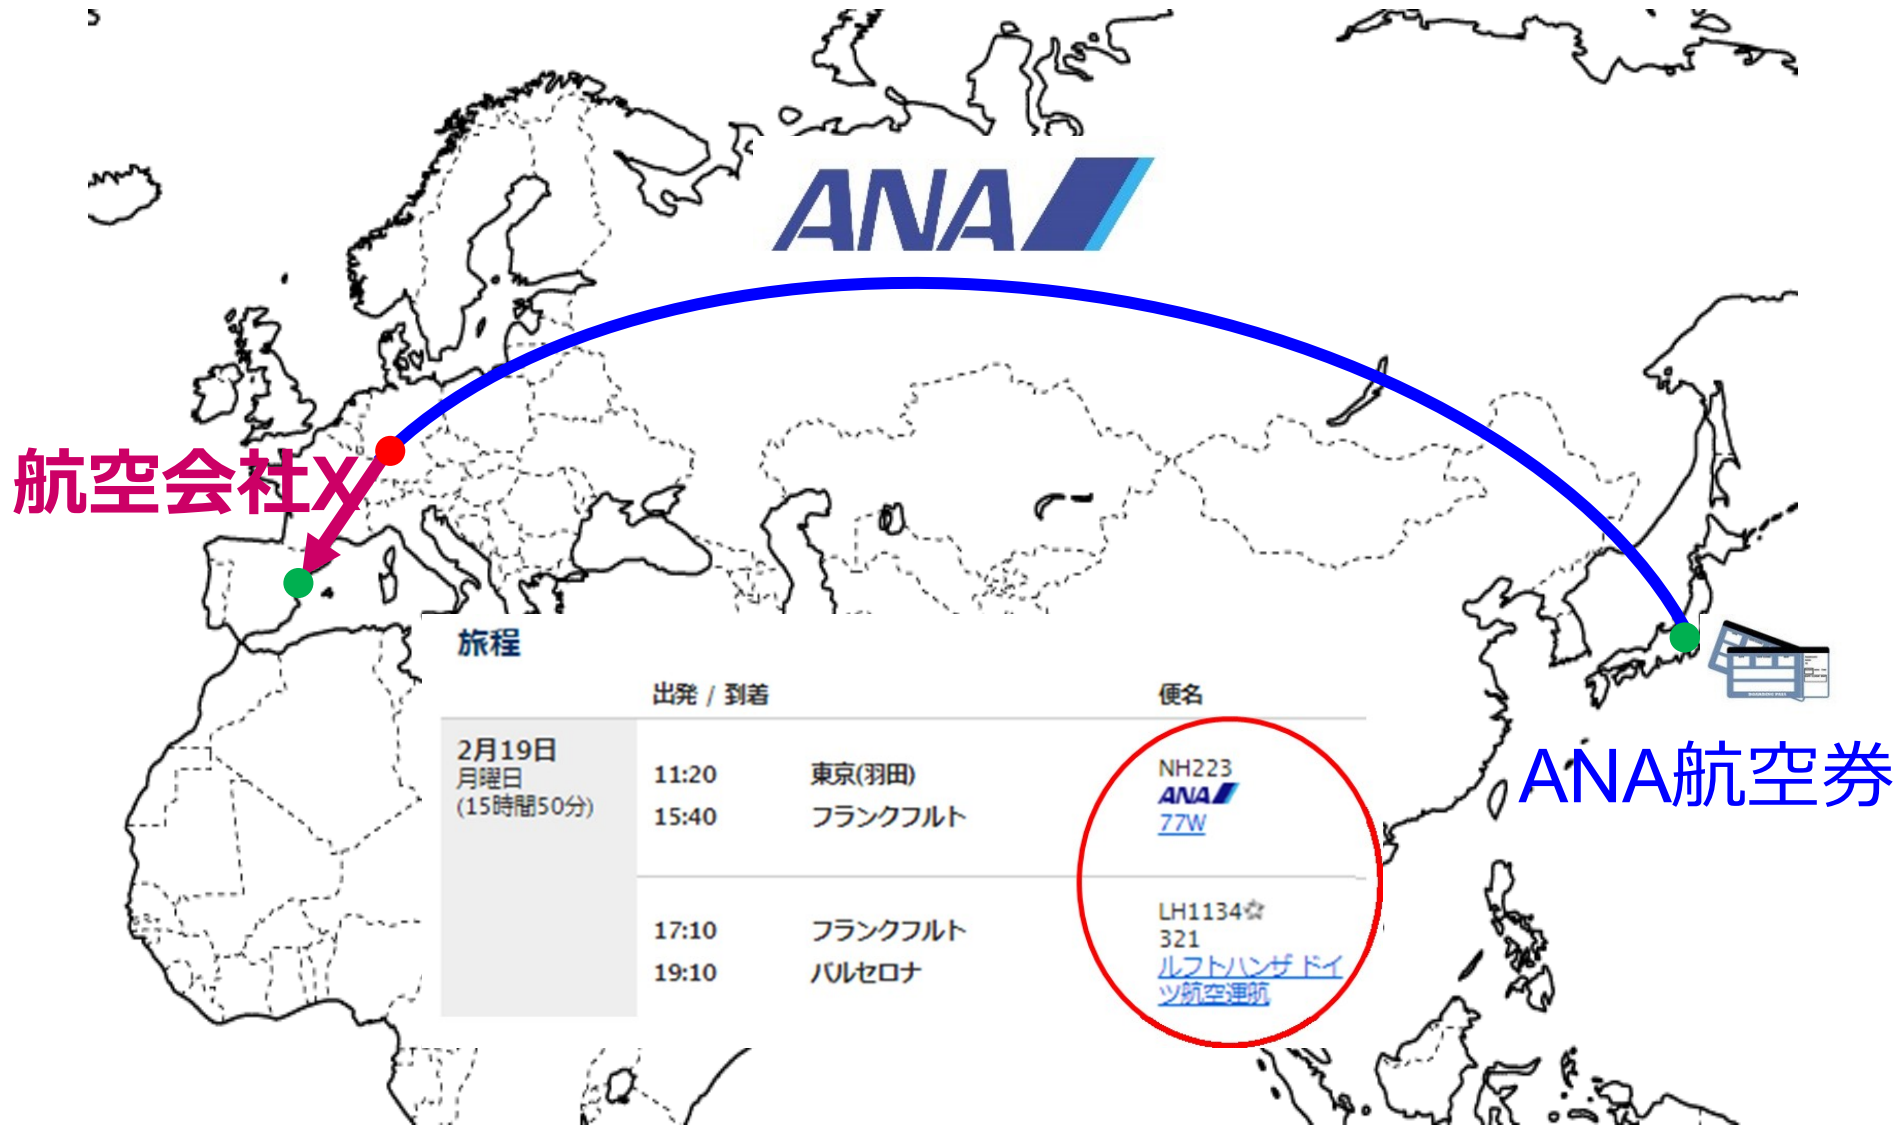 ANA
航空会社X
旅程
出発 / 到着
便名
2月19日
月曜日
(15時間50分)
11:20
東京(羽田)
15:40
フランクフルト
NH223
ANA
77W
17:10
フランクフルト
19:10
バルセロナ
LH1134☆
321
ルフトハンザ ドイ
ツ航空運航
ANA航空券